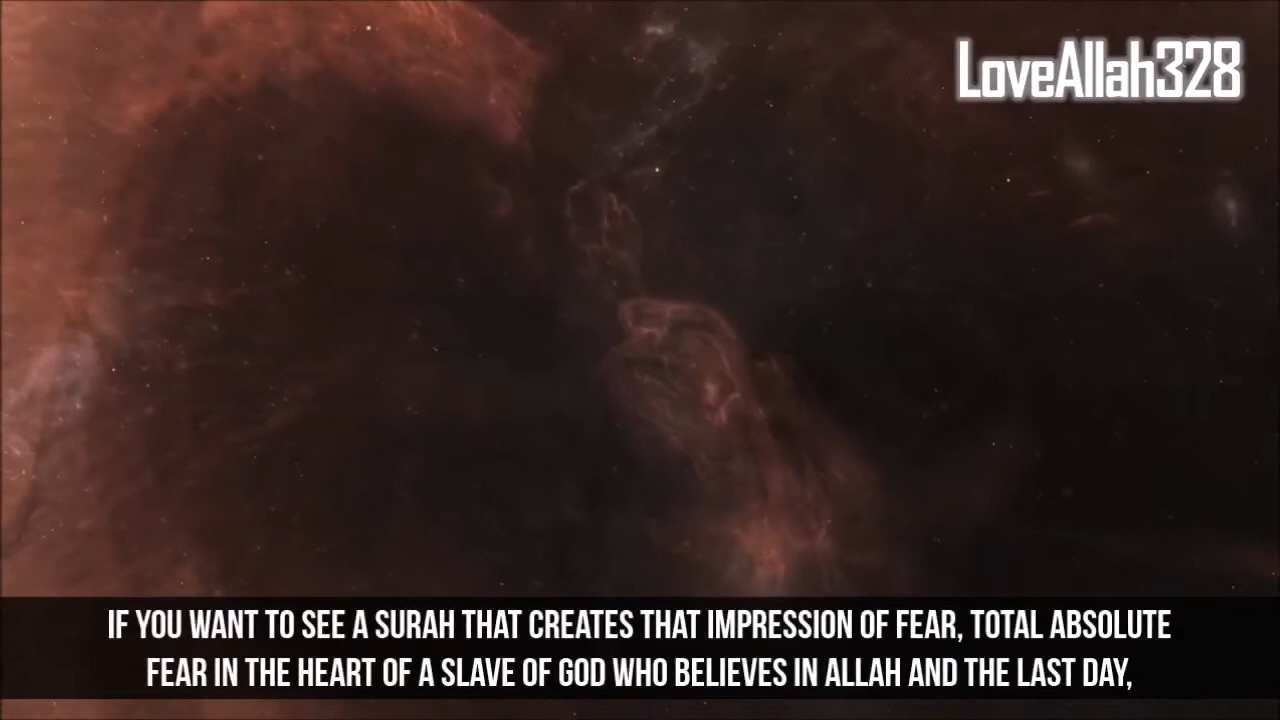 LoveAllah328
IF YOU WANT TO SEE A SURAH THAT CREATES THAT IMPRESSION OF FEAR, TOTAL ABSOLUTE
FEAR IN THE HEART OF A SLAVE OF GOD WHO BELIEVES IN ALLAH AND THE LAST DAY,